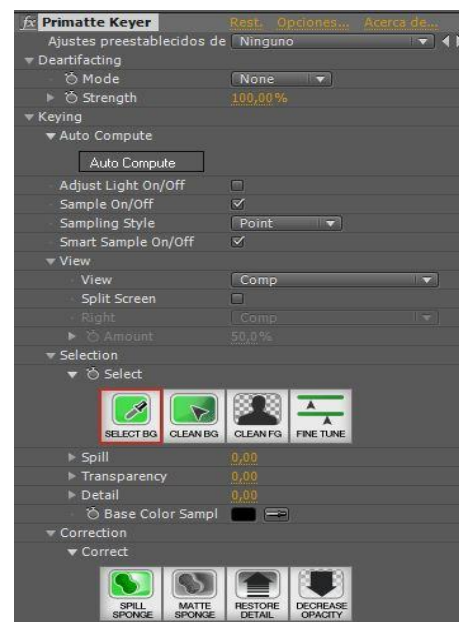 fx Primatte Keyer Rest. Opciones... Acerca de...
Ajustes preestablecidos de Ninguno
Deartifacting
Mode None
Strength 100,00%
Keying
Auto Compute
Auto Compute
Adjust Light On/Off
Sample On/Off
Sampling Style Point
Smart Sample On/Off
View
View Comp
Split Screen
Right Comp
Amount 50,0%
Selection
Select
SELECT BG CLEAN BG CLEAN FG FINE TUNE
Spill 0,00
Transparency 0,00
Detail 0,00
Base Color Sampl
Correction
Correct
SPILL MATTE RESTORE DECREASE
SPONGE SPONGE DETAIL OPACITY